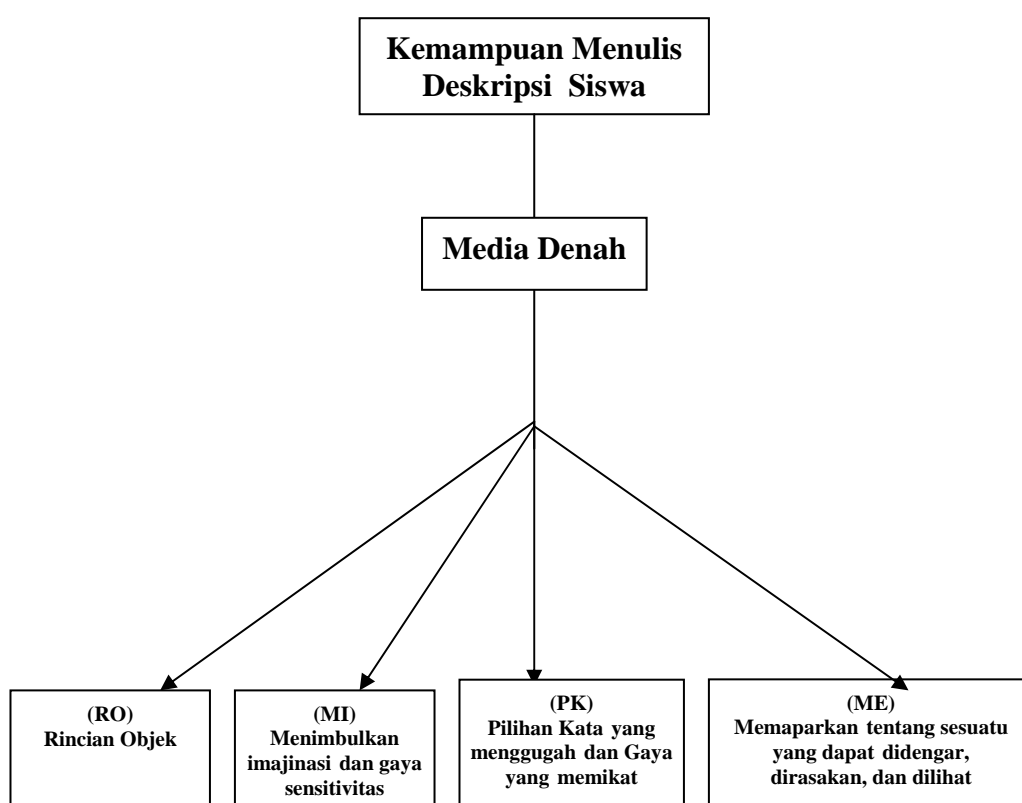 Kemampuan Menulis
Deskripsi Siswa
Media Denah
(RO)
Rincian Objek
(MI)
Menimbulkan
imajinasi dan gaya
sensitivitas
(PK)
Pilihan Kata yang
menggugah dan Gaya
yang memikat
(ME)
Memaparkan tentang sesuatu
yang dapat didengar,
dirasakan, dan dilihat